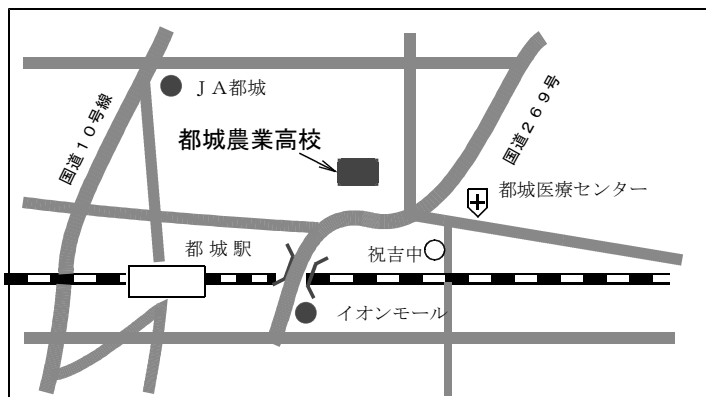 ＪＡ都城
都城農業高校
国道１０号線
国道２６９号
都城医療センター
都城駅
祝吉中
イオンモール